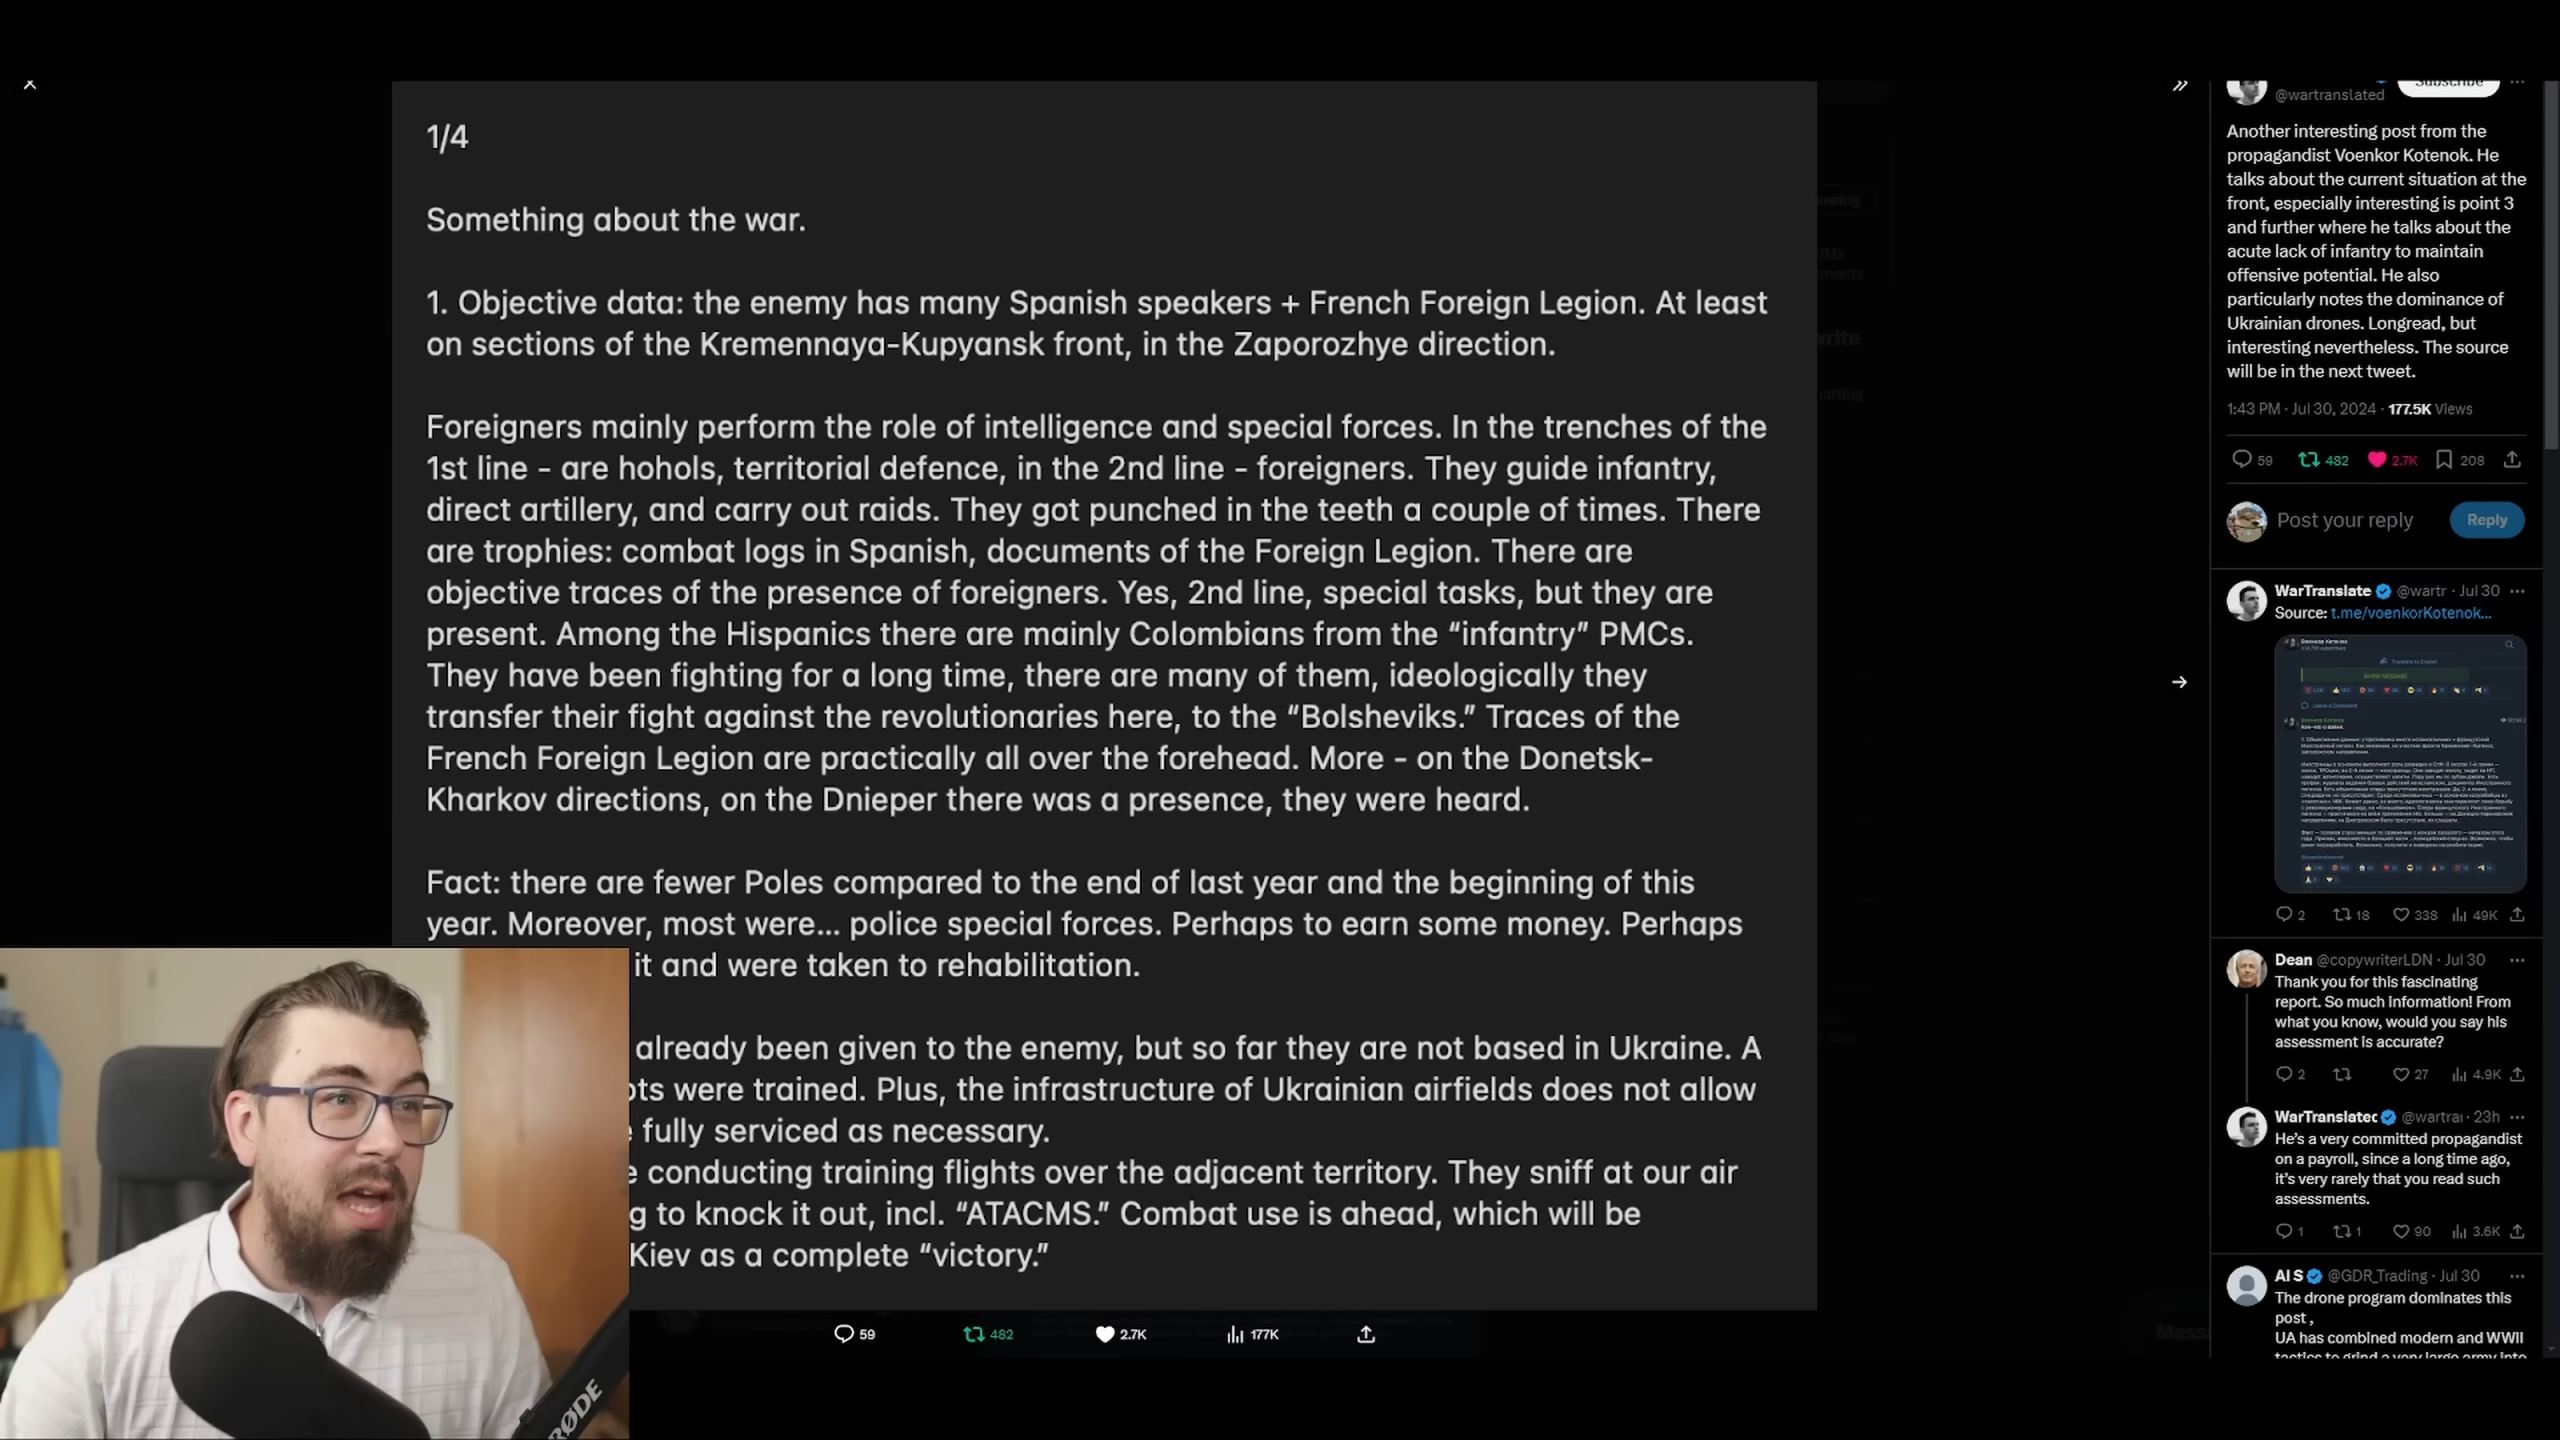 1/4
Something about the war.
1. Objective data: the enemy has many Spanish speakers + French Foreign Legion. At least
on sections of the Kremennaya-Kupyansk front, in the Zaporozhye direction.
Foreigners mainly perform the role of intelligence and special forces. In the trenches of the
1st line - are hohols, territorial defence, in the 2nd line - foreigners. They guide infantry,
direct artillery, and carry out raids. They got punched in the teeth a couple of times. There
are trophies: combat logs in Spanish, documents of the Foreign Legion. There are
objective traces of the presence of foreigners. Yes, 2nd line, special tasks, but they are
present. Among the Hispanics there are mainly Colombians from the “infantry” PMCs.
They have been fighting for a long time, there are many of them, ideologically they
transfer their fight against the revolutionaries here, to the “Bolsheviks.” Traces of the
French Foreign Legion are practically all over the forehead. More - on the Donetsk-
Kharkov directions, on the Dnieper there was a presence, they were heard.
Fact: there are fewer Poles compared to the end of last year and the beginning of this
year. Moreover, most were... police special forces. Perhaps to earn some money. Perhaps
it and were taken to rehabilitation.
already been given to the enemy, but so far they are not based in Ukraine. A
were trained. Plus, the infrastructure of Ukrainian airfields does not allow
fully serviced as necessary.
conducting training flights over the adjacent territory. They sniff at our air
to knock it out, incl. “ATACMS.” Combat use is ahead, which will be
Kiev as a complete “victory.”
59 482 2.7K 177K
RØDE
@wartranslated
Subscribe
Another interesting post from the
propagandist Voenkor Kotenok. He
talks about the current situation at the
front, especially interesting is point 3
and further where he talks about the
acute lack of infantry to maintain
offensive potential. He also
particularly notes the dominance of
Ukrainian drones. Longread, but
interesting nevertheless. The source
will be in the next tweet.
1:43 PM · Jul 30, 2024 · 177.5K Views
59 482 2.7K 208
Post your reply
Reply
WarTranslate @wartr · Jul 30
Source: t.me/voenkorKotenok...
2 18 338 49K
Dean @copywriterLDN · Jul 30
Thank you for this fascinating
report. So much information! From
what you know, would you say his
assessment is accurate?
2 27 4.9K
WarTranslatec @wartrai · 23h
He's a very committed propagandist
on a payroll, since a long time ago,
it's very rarely that you read such
assessments.
1 1 90 3.6K
Al S @GDR_Trading · Jul 30
The drone program dominates this
post ,
UA has combined modern and WWII
tactics to grind a very large army into